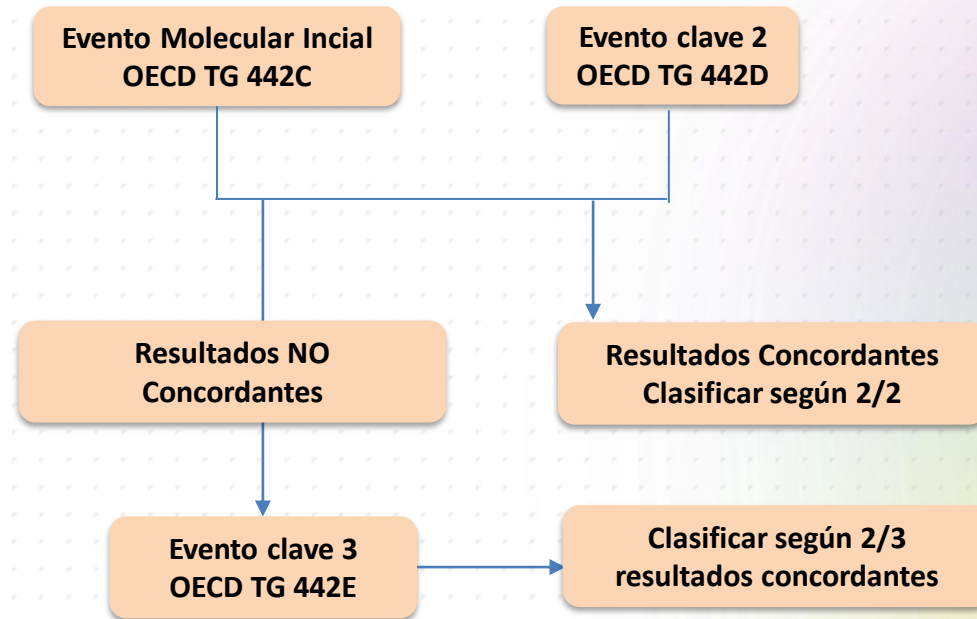 Evento Molecular Incial
OECD TG 442C
Evento clave 2
OECD TG 442D
Resultados NO
Concordantes
Resultados Concordantes
Clasificar según 2/2
Evento clave 3
OECD TG 442E
Clasificar según 2/3
resultados concordantes